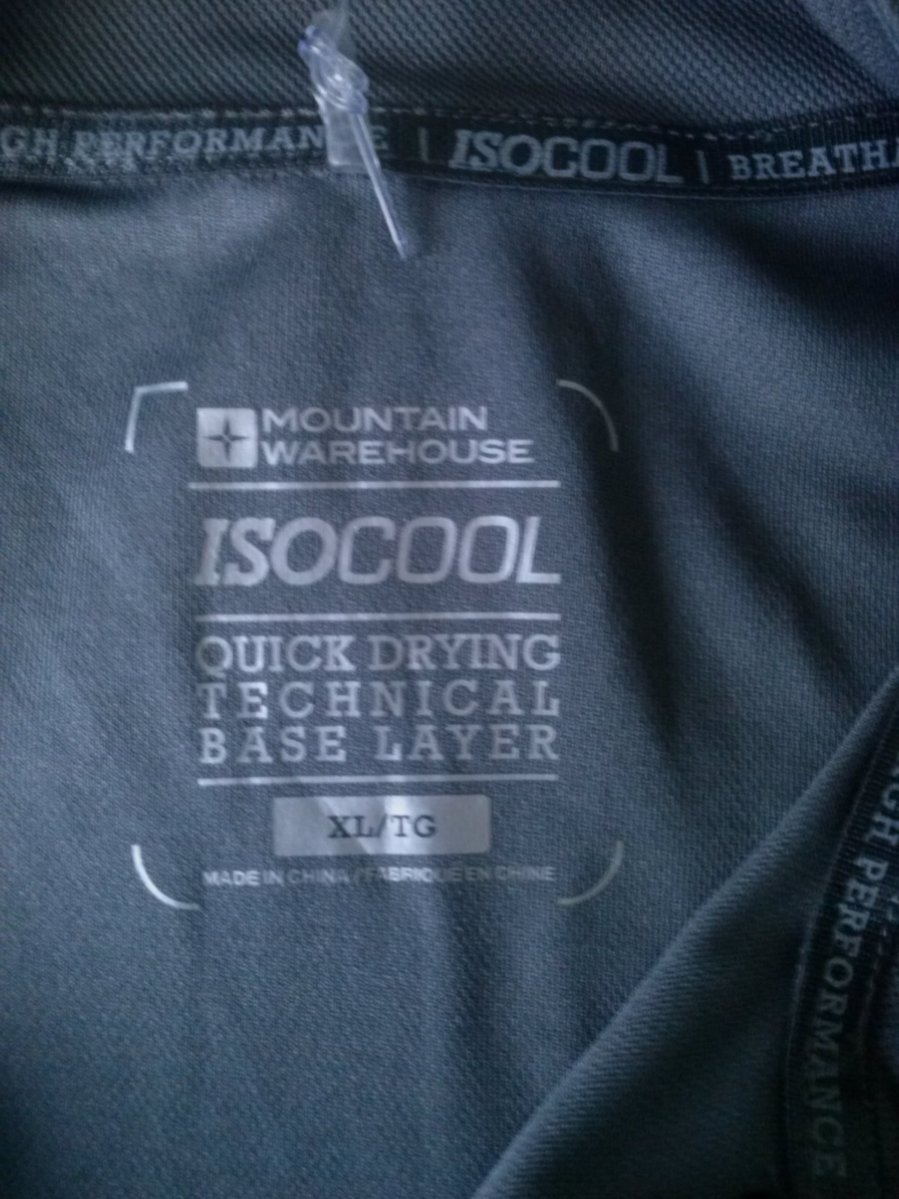 GH PERFORMANCE | ISOCOOL | BREATHA
MOUNTAIN
WAREHOUSE
ISOCOOL
QUICK DRYING
TECHNICAL
BASE LAYER
XL/TG
MADE IN CHINA / FABRIQUE EN CHINE
GH PERFORMANCE